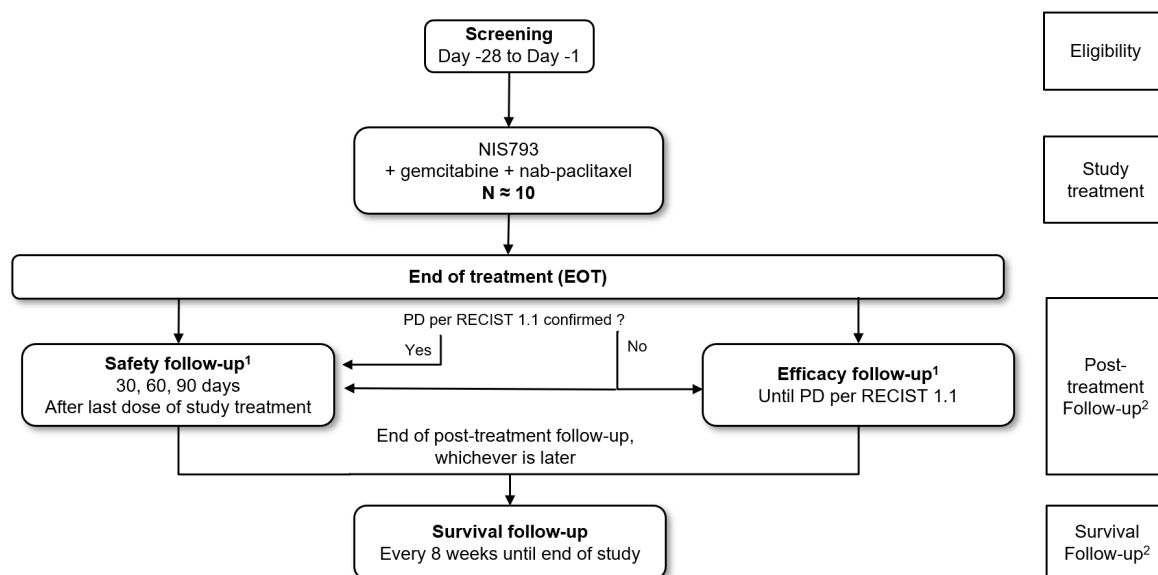 Screening
Day -28 to Day -1
Eligibility
NIS793
+ gemcitabine + nab-paclitaxel
N ≈ 10
Study
treatment
End of treatment (EOT)
PD per RECIST 1.1 confirmed ?
Yes
No
Safety follow-up¹
30, 60, 90 days
After last dose of study treatment
Efficacy follow-up¹
Until PD per RECIST 1.1
Post-
treatment
Follow-up²
End of post-treatment follow-up,
whichever is later
Survival follow-up
Every 8 weeks until end of study
Survival
Follow-up²